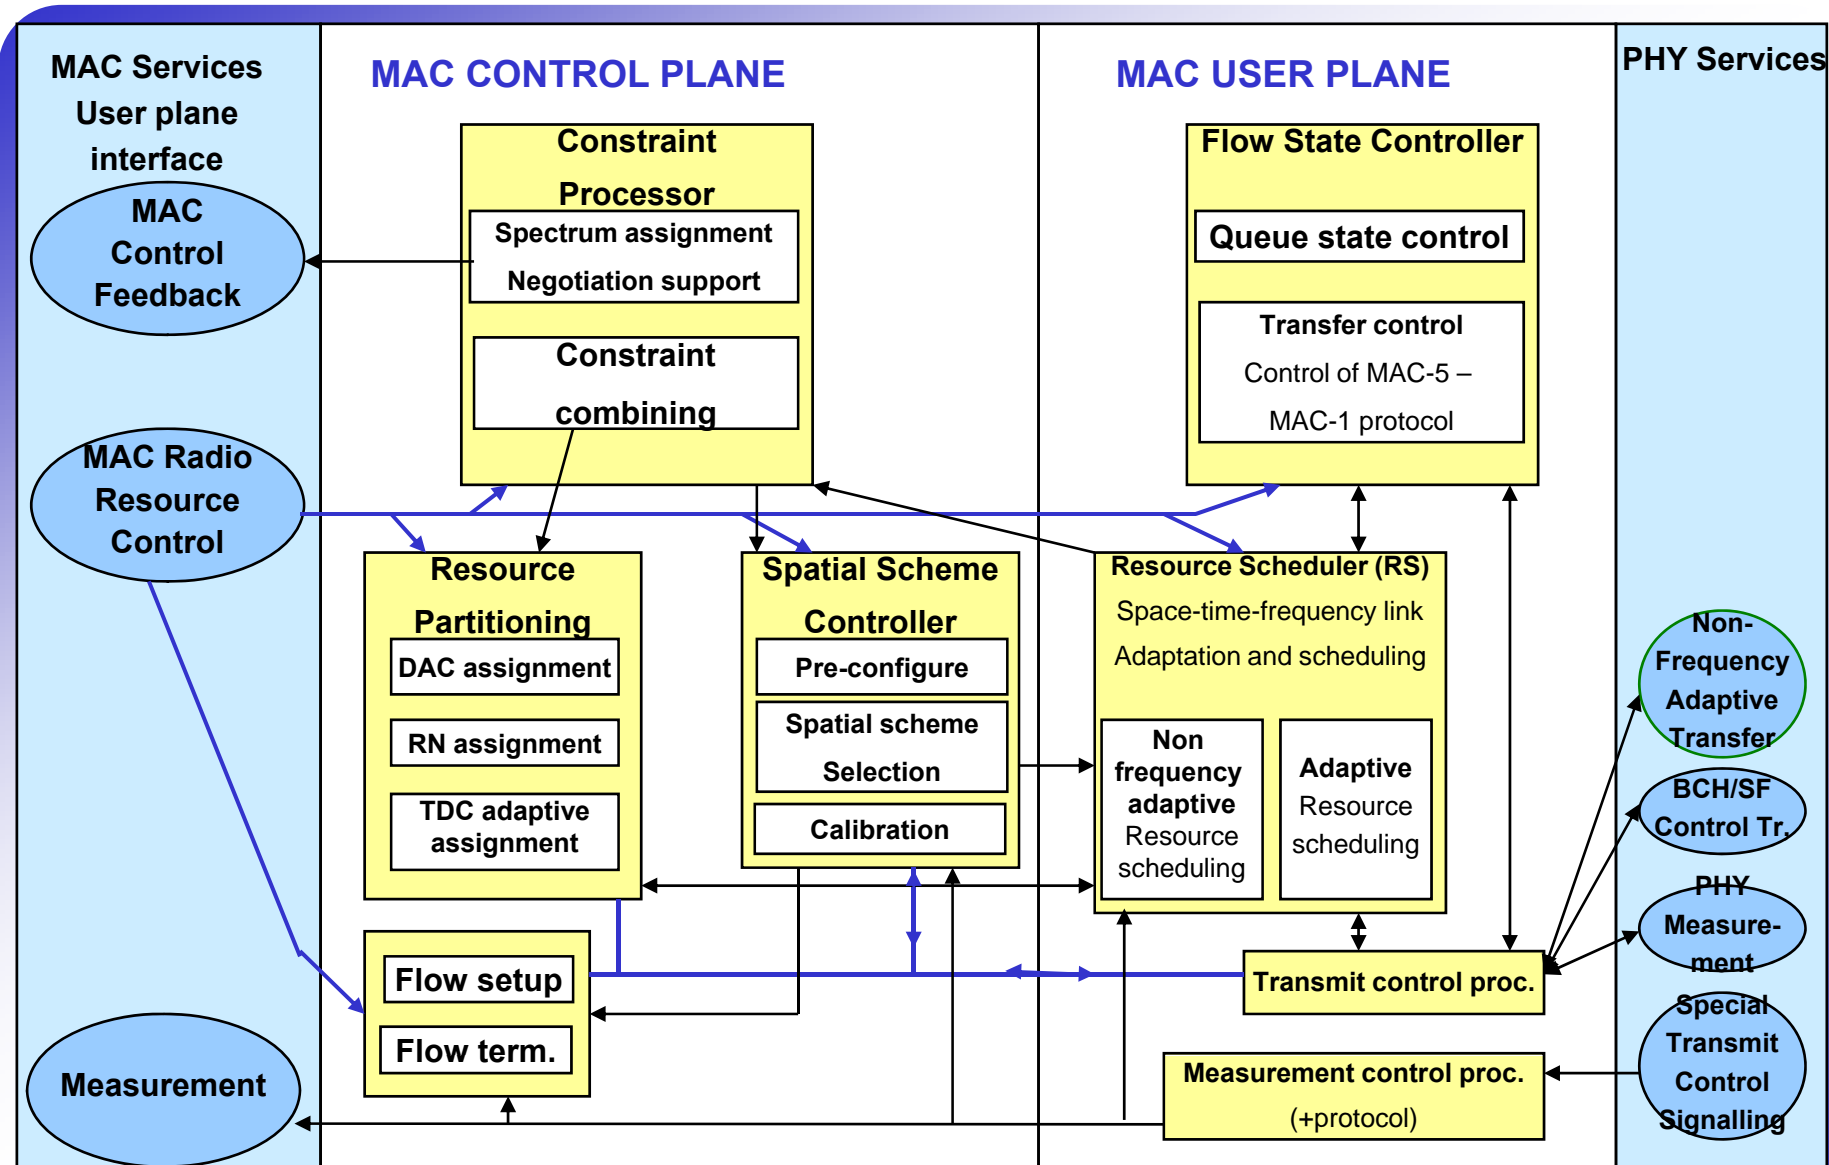 MAC Services
User plane
interface
MAC
Control
Feedback
MAC Radio
Resource
Control
Measurement
MAC CONTROL PLANE
Constraint
Processor
Spectrum assignment
Negotiation support
Constraint
combining
Resource
Partitioning
DAC assignment
RN assignment
TDC adaptive
assignment
Flow setup
Flow term.
Spatial Scheme
Controller
Pre-configure
Spatial scheme
Selection
Calibration
MAC USER PLANE
Flow State Controller
Queue state control
Transfer control
Control of MAC-5 –
MAC-1 protocol
Resource Scheduler (RS)
Space-time-frequency link
Adaptation and scheduling
Non
frequency
adaptive
Resource
scheduling
Adaptive
Resource
scheduling
Transmit control proc.
Measurement control proc.
(+protocol)
PHY Services
Non-
Frequency
Adaptive
Transfer
BCH/SF
Control Tr.
PHY
Measure-
ment
Special
Transmit
Control
Signalling